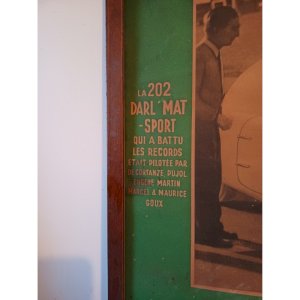 LA 202
DARL'MAT
-SPORT
QUI A BATTU
LES RECORDS
ETAIT PILOTÉE PAR
DE CORTANZE, PUJOL
EUGÈNE MARTIN
MARCEL & MAURICE
GOUX